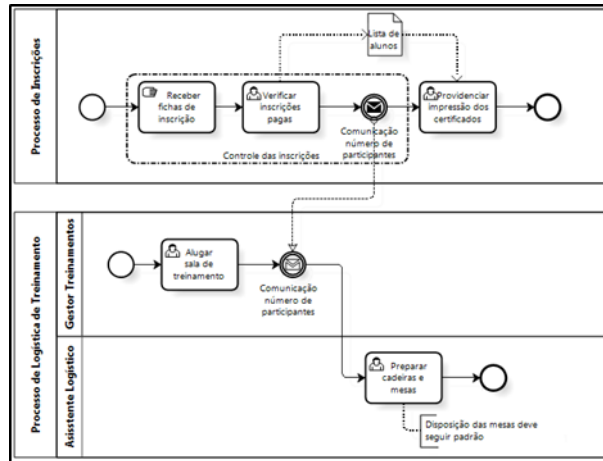 Processo de Inscrições
Lista de
alunos
Receber
fichas de
inscrição
Verificar
inscrições
pagas
Comunicação
número de
participantes
Providenciar
impressão dos
certificados
Controle das inscrições
Processo de Logística de Treinamento
Gestor Treinamentos
Alugar
sala de
treinamento
Comunicação
número de
participantes
Asisstente Logístico
Preparar
cadeiras e
mesas
Disposição das mesas deve
seguir padrão